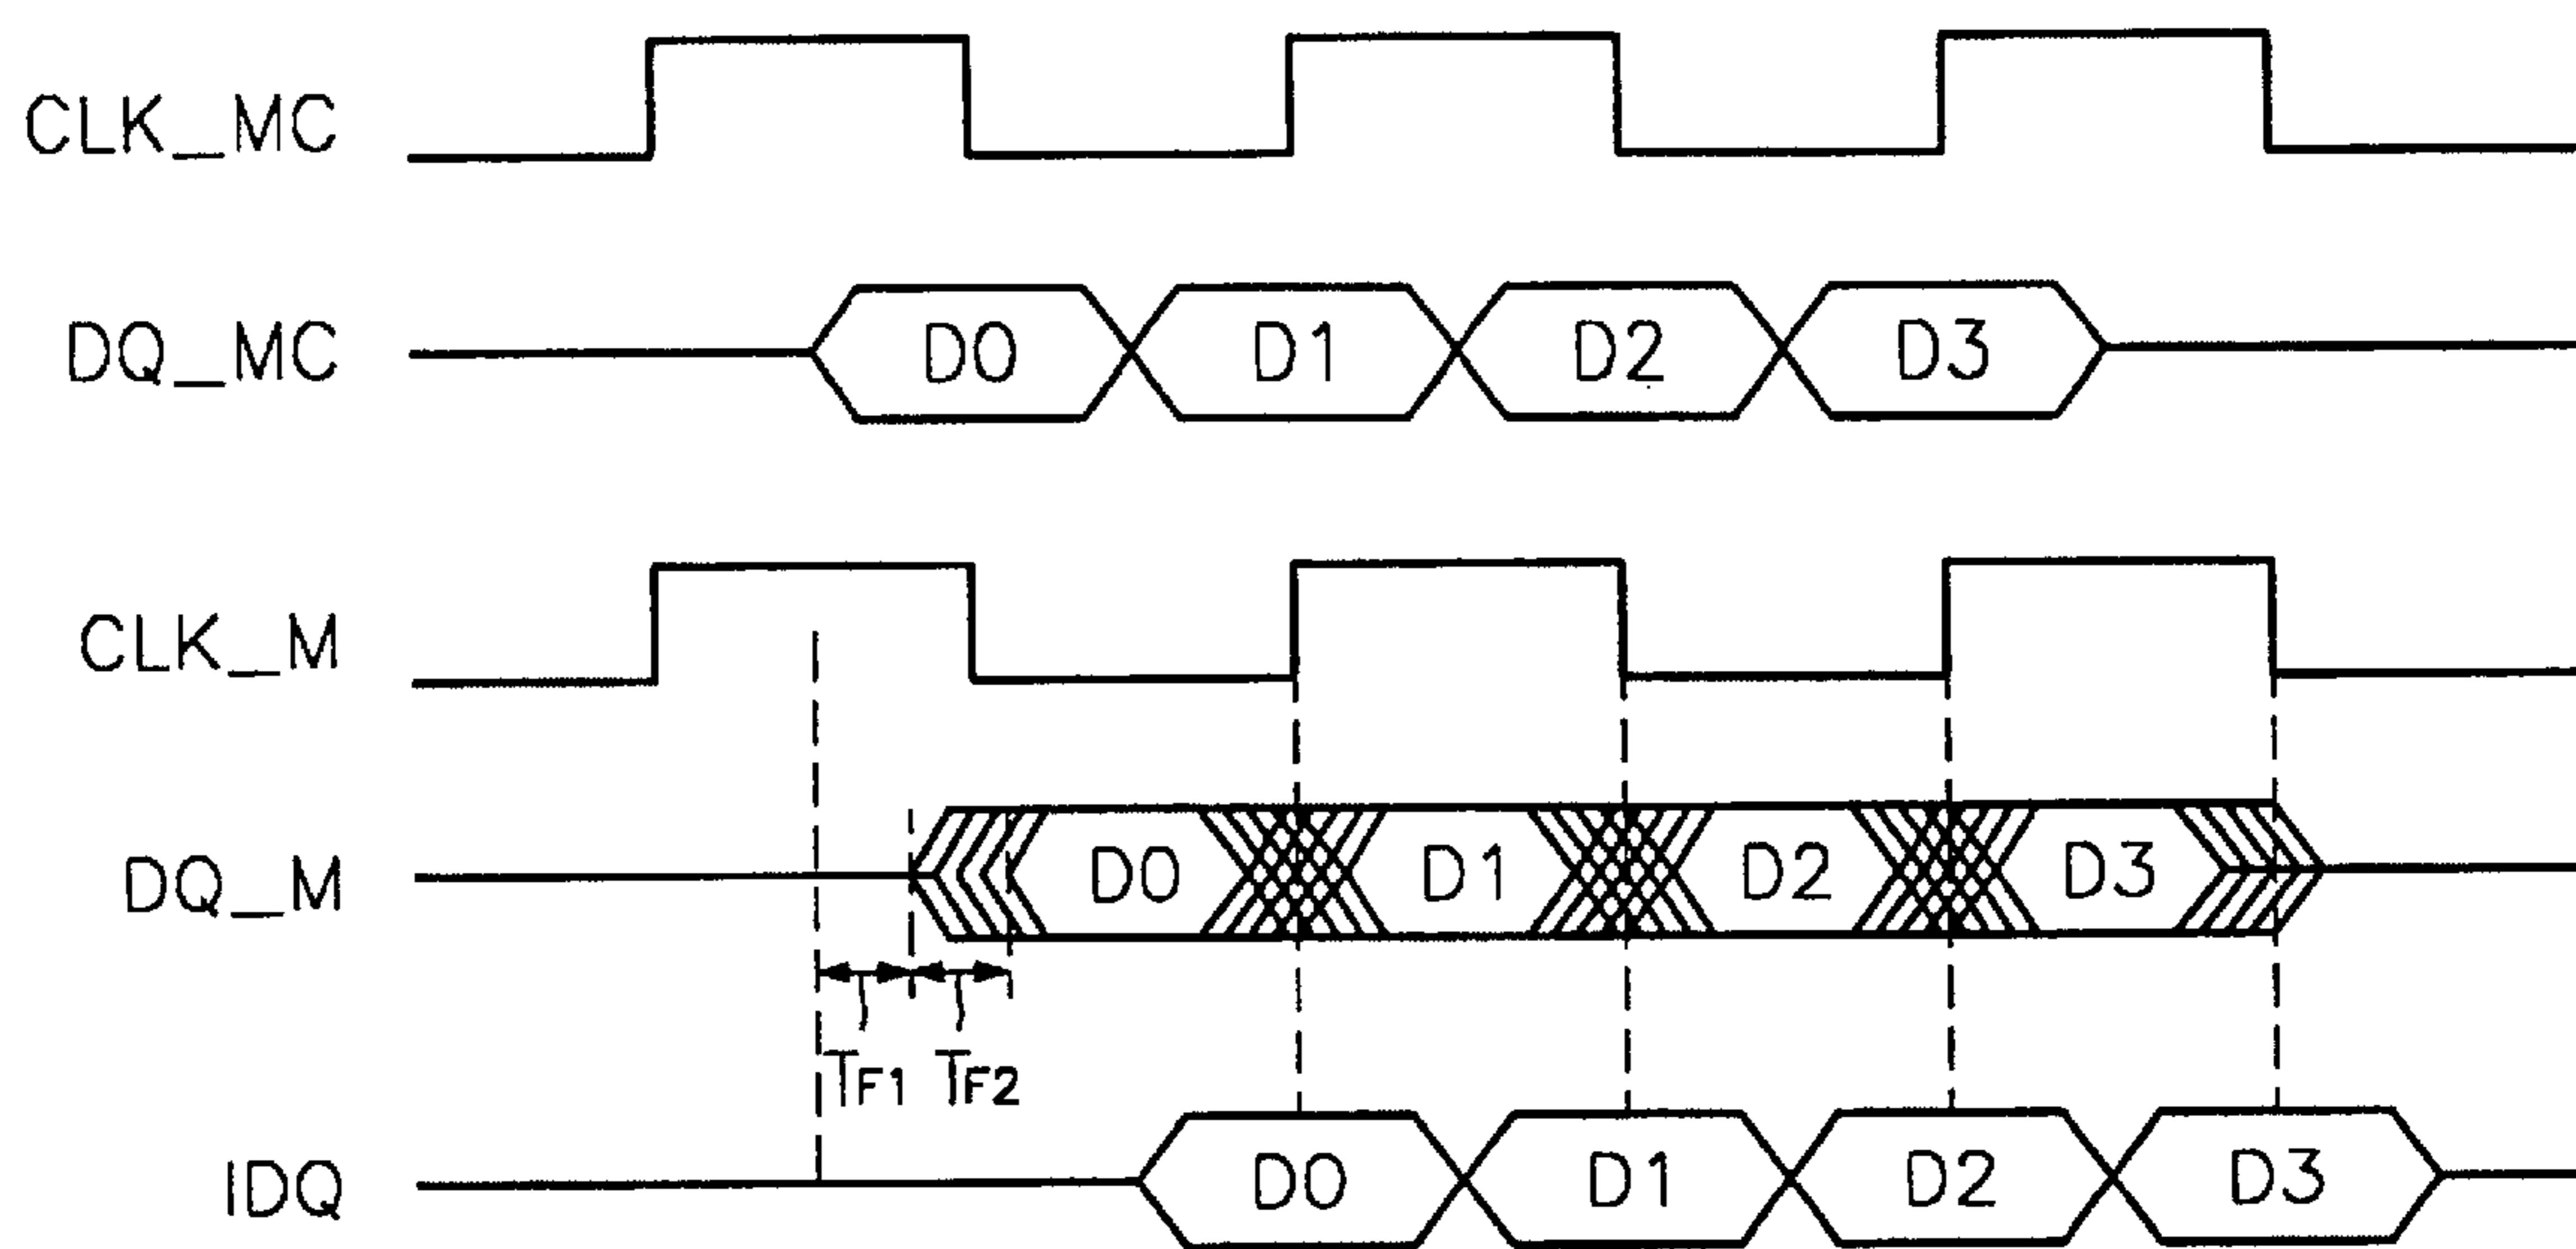 CLK_MC
DQ_MC D0 D1 D2 D3
CLK_M
DQ_M D0 D1 D2 D3
TF1 TF2
IDQ D0 D1 D2 D3